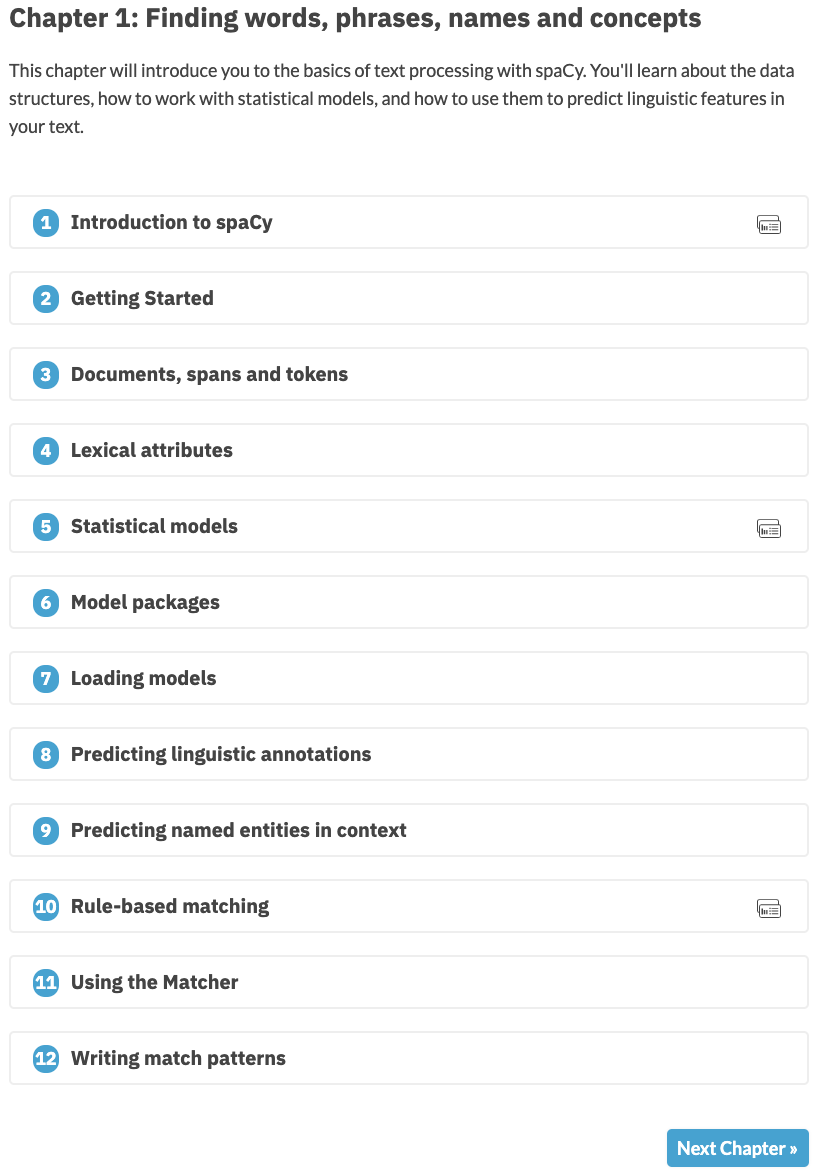 Chapter 1: Finding words, phrases, names and concepts
This chapter will introduce you to the basics of text processing with spaCy. You'll learn about the data
structures, how to work with statistical models, and how to use them to predict linguistic features in
your text.
1 Introduction to spaCy
2 Getting Started
3 Documents, spans and tokens
4 Lexical attributes
5 Statistical models
6 Model packages
7 Loading models
8 Predicting linguistic annotations
9 Predicting named entities in context
10 Rule-based matching
11 Using the Matcher
12 Writing match patterns
Next Chapter »